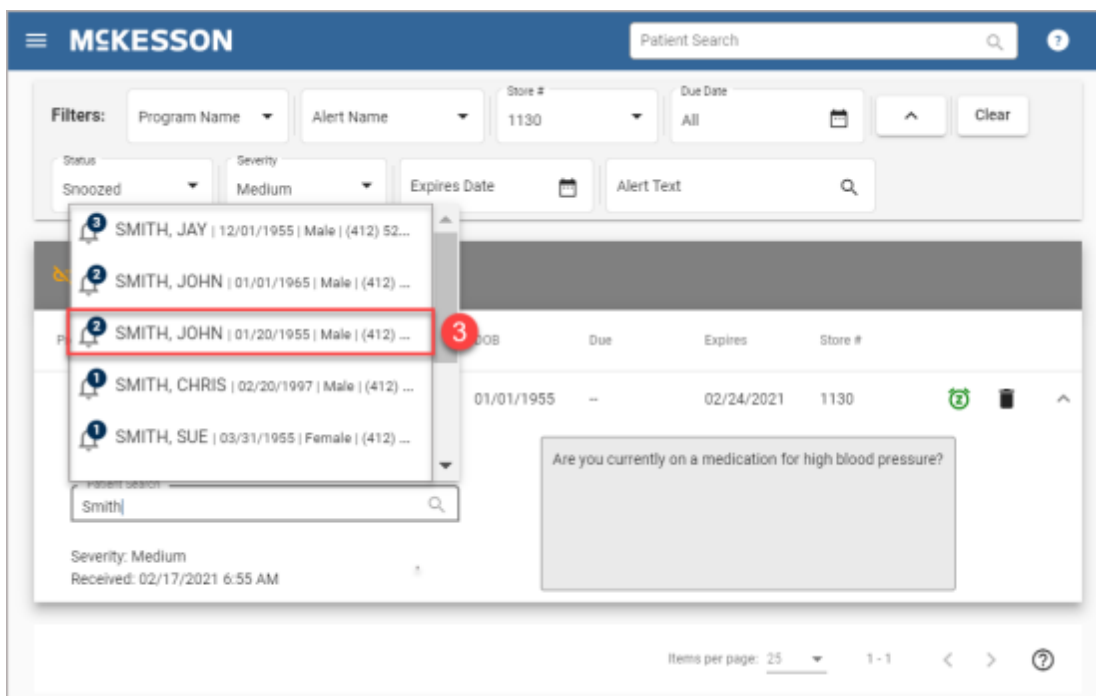 MCKESSON
Patient Search
?
Filters:
Program Name
Alert Name
Store #
1130
Due Date
All
Clear
Status
Snoozed
Severity
Medium
Expires Date
Alert Text
3 SMITH, JAY | 12/01/1955 | Male | (412) 52...
2 SMITH, JOHN | 01/01/1965 | Male | (412) ...
2 SMITH, JOHN | 01/20/1955 | Male | (412) ...
3
1 SMITH, CHRIS | 02/20/1997 | Male | (412) ...
1 SMITH, SUE | 03/31/1955 | Female | (412) ...
DOB Due Expires Store #
01/01/1955 -- 02/24/2021 1130
Are you currently on a medication for high blood pressure?
Patient Search
Smith
Severity: Medium
Received: 02/17/2021 6:55 AM
Items per page: 25 1 - 1 ?